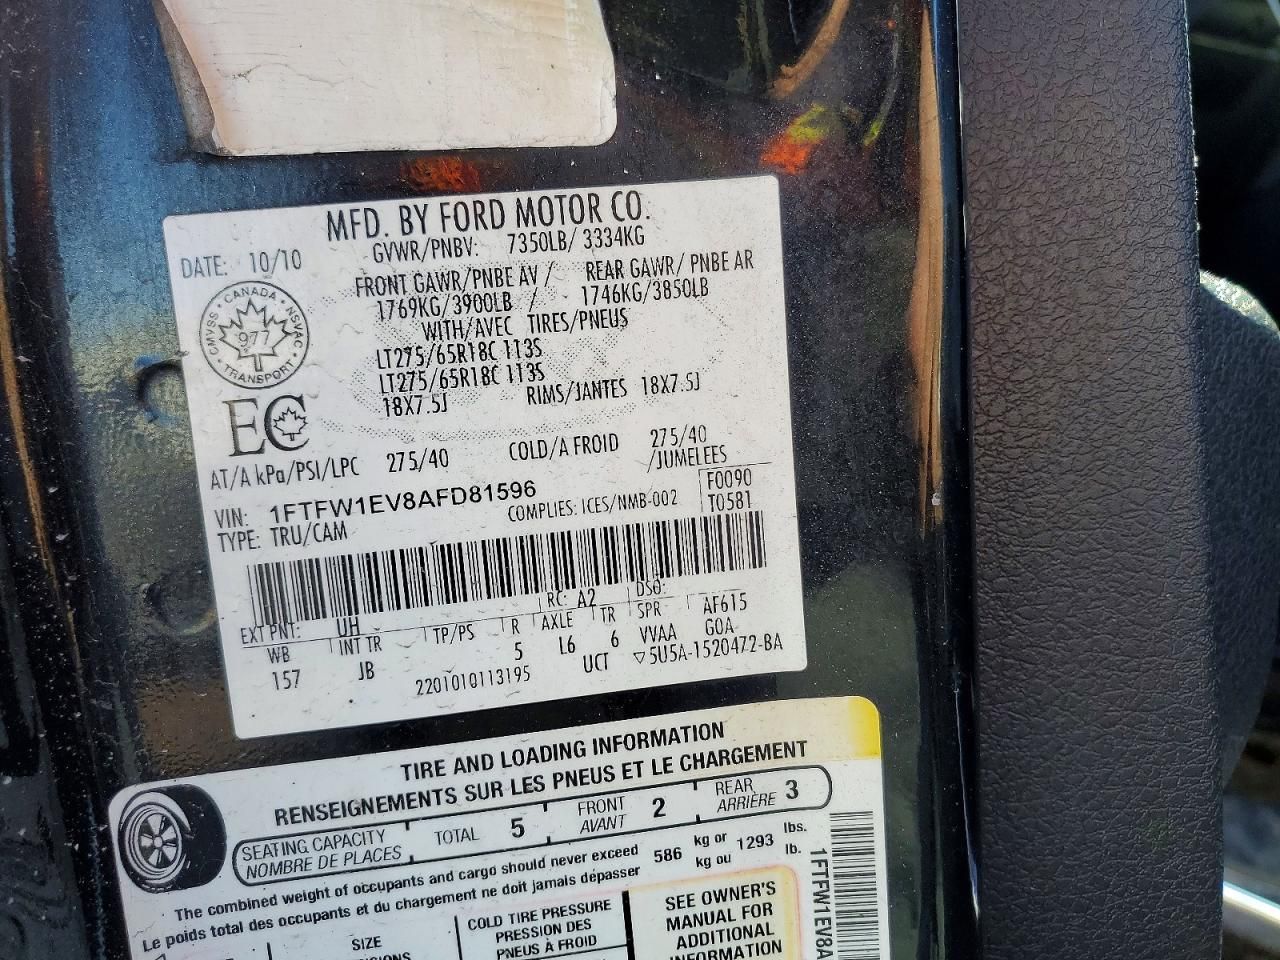 MFD. BY FORD MOTOR CO.
DATE: 10/10 GVWR/PNBV: 7350LB/ 3334KG
FRONT GAWR/PNBE AV / REAR GAWR/ PNBE AR
1769KG/3900LB / 1746KG/3850LB
WITH/AVEC TIRES/PNEUS
LT275/65R18C 113S
LT275/65R18C 113S
18X7.5J RIMS/JANTES 18X7.5J
CMVSS • CANADA • NSVAC
977
• TRANSPORT •
EC
AT/A kPa/PSI/LPC 275/40 COLD/A FROID 275/40
/JUMELEES
VIN: 1FTFW1EV8AFD81596 F0090
TYPE: TRU/CAM COMPLIES: ICES/NMB-002 T0581
EXT PNT: UH RC: A2 DSO:
WB INT TR TP/PS R AXLE TR SPR AF615
157 JB 5 L6 6 VVAA GOA
2201010113195 UCT ▽5U5A-1520472-BA
TIRE AND LOADING INFORMATION
RENSEIGNEMENTS SUR LES PNEUS ET LE CHARGEMENT
SEATING CAPACITY TOTAL 5 FRONT 2 REAR 3
NOMBRE DE PLACES AVANT ARRIÈRE
The combined weight of occupants and cargo should never exceed 586 kg or 1293 lbs.
Le poids total des occupants et du chargement ne doit jamais dépasser kg ou lb.
SIZE
COLD TIRE PRESSURE
PRESSION DES
PNEUS À FROID
SEE OWNER'S
MANUAL FOR
ADDITIONAL
INFORMATION
1FTFW1EV8A